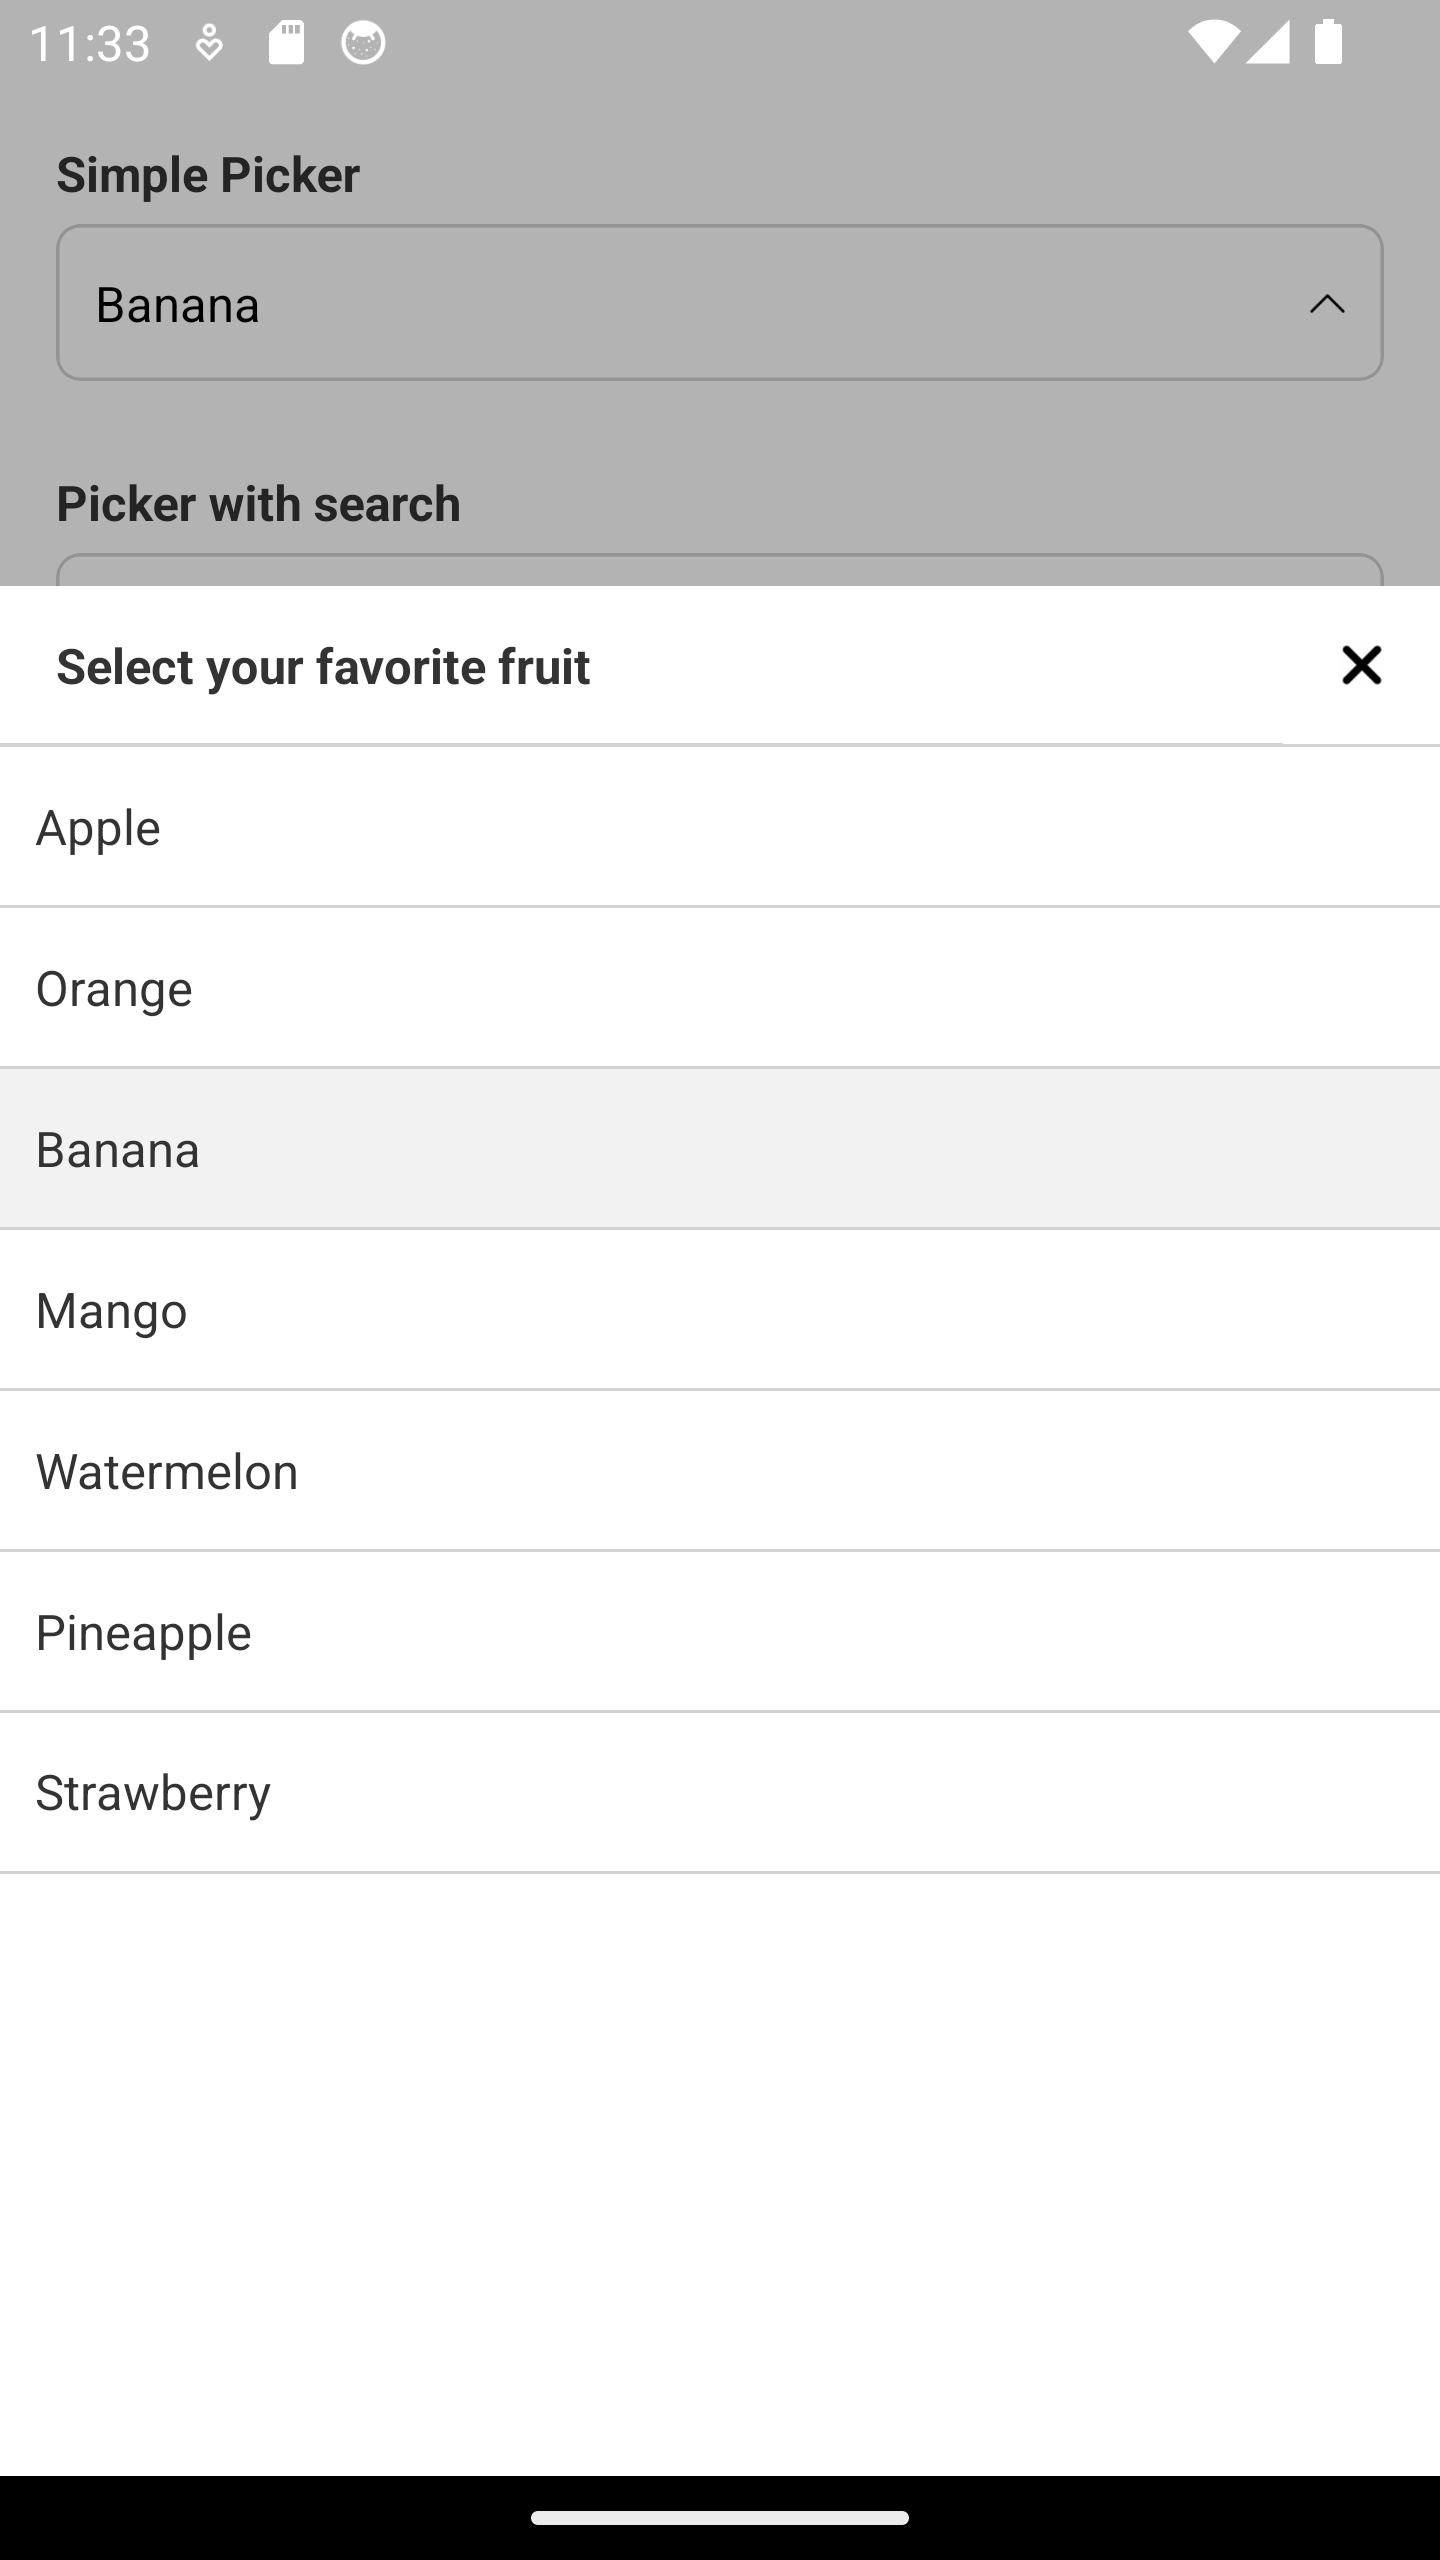 11:33
Simple Picker
Banana
Picker with search
Select your favorite fruit
Apple
Orange
Banana
Mango
Watermelon
Pineapple
Strawberry